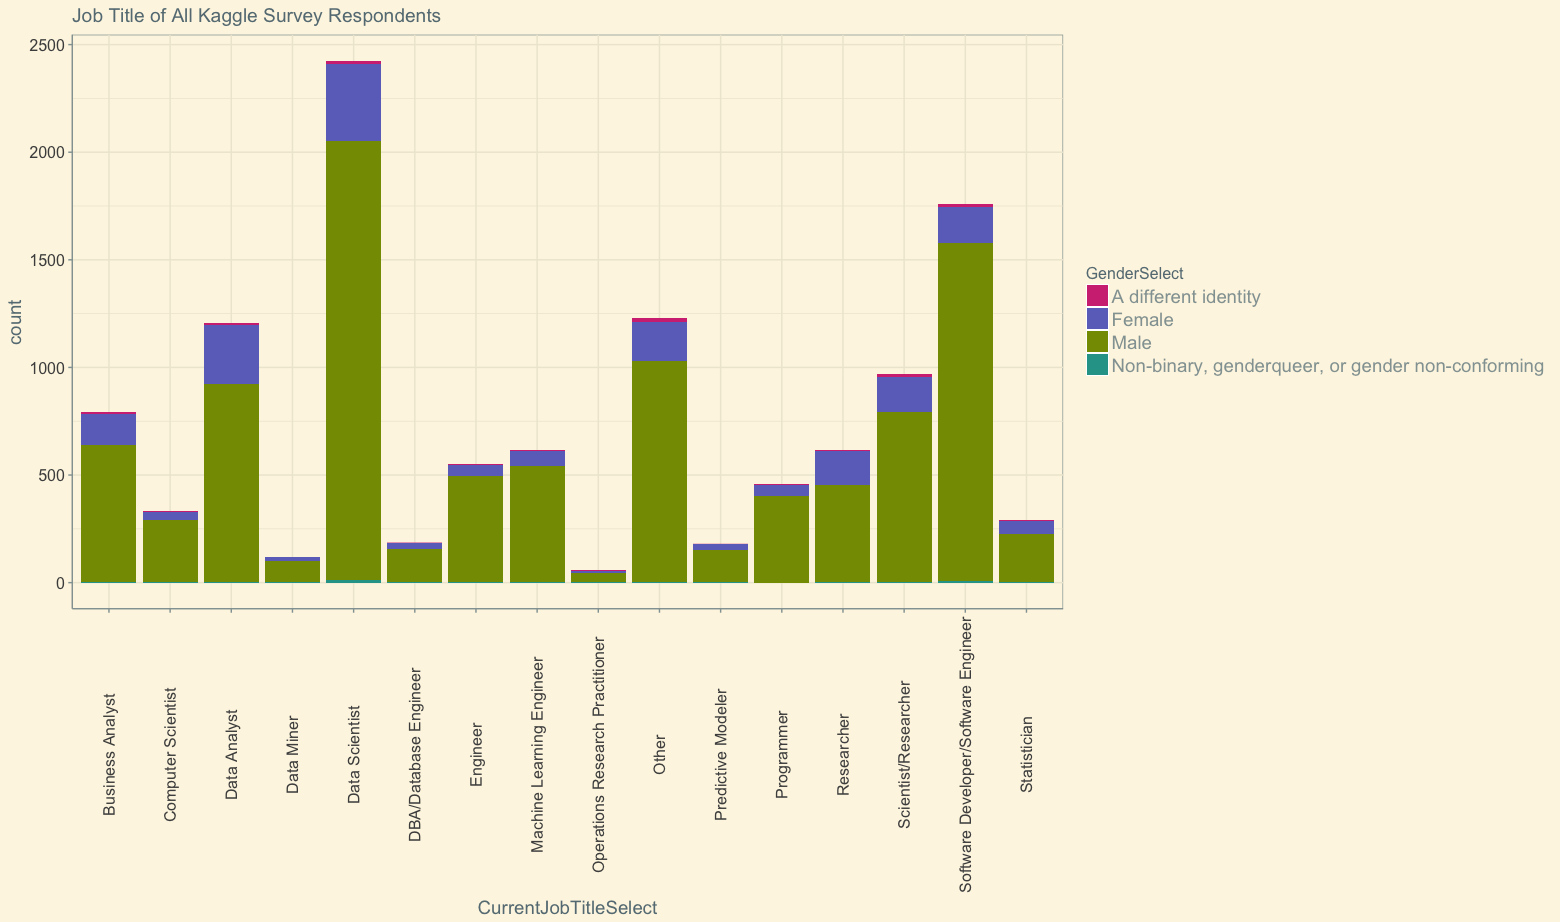 Job Title of All Kaggle Survey Respondents
2500
2000
1500
1000
500
0
count
Business Analyst
Computer Scientist
Data Analyst
Data Miner
Data Scientist
DBA/Database Engineer
Engineer
Machine Learning Engineer
Operations Research Practitioner
Other
Predictive Modeler
Programmer
Researcher
Scientist/Researcher
Software Developer/Software Engineer
Statistician
CurrentJobTitleSelect
GenderSelect
A different identity
Female
Male
Non-binary, genderqueer, or gender non-conforming